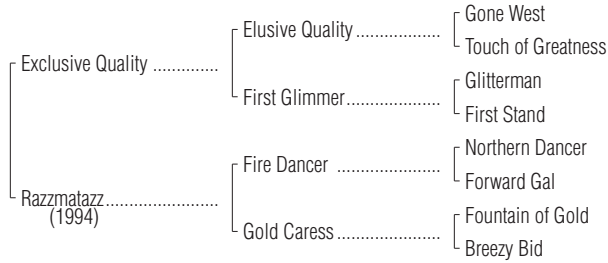 Gone West
Elusive Quality ..................
Touch of Greatness
Exclusive Quality ..............
Glitterman
First Glimmer....................
First Stand
Northern Dancer
Fire Dancer ......................
Forward Gal
Razzmatazz........................
(1994)
Fountain of Gold
Gold Caress......................
Breezy Bid